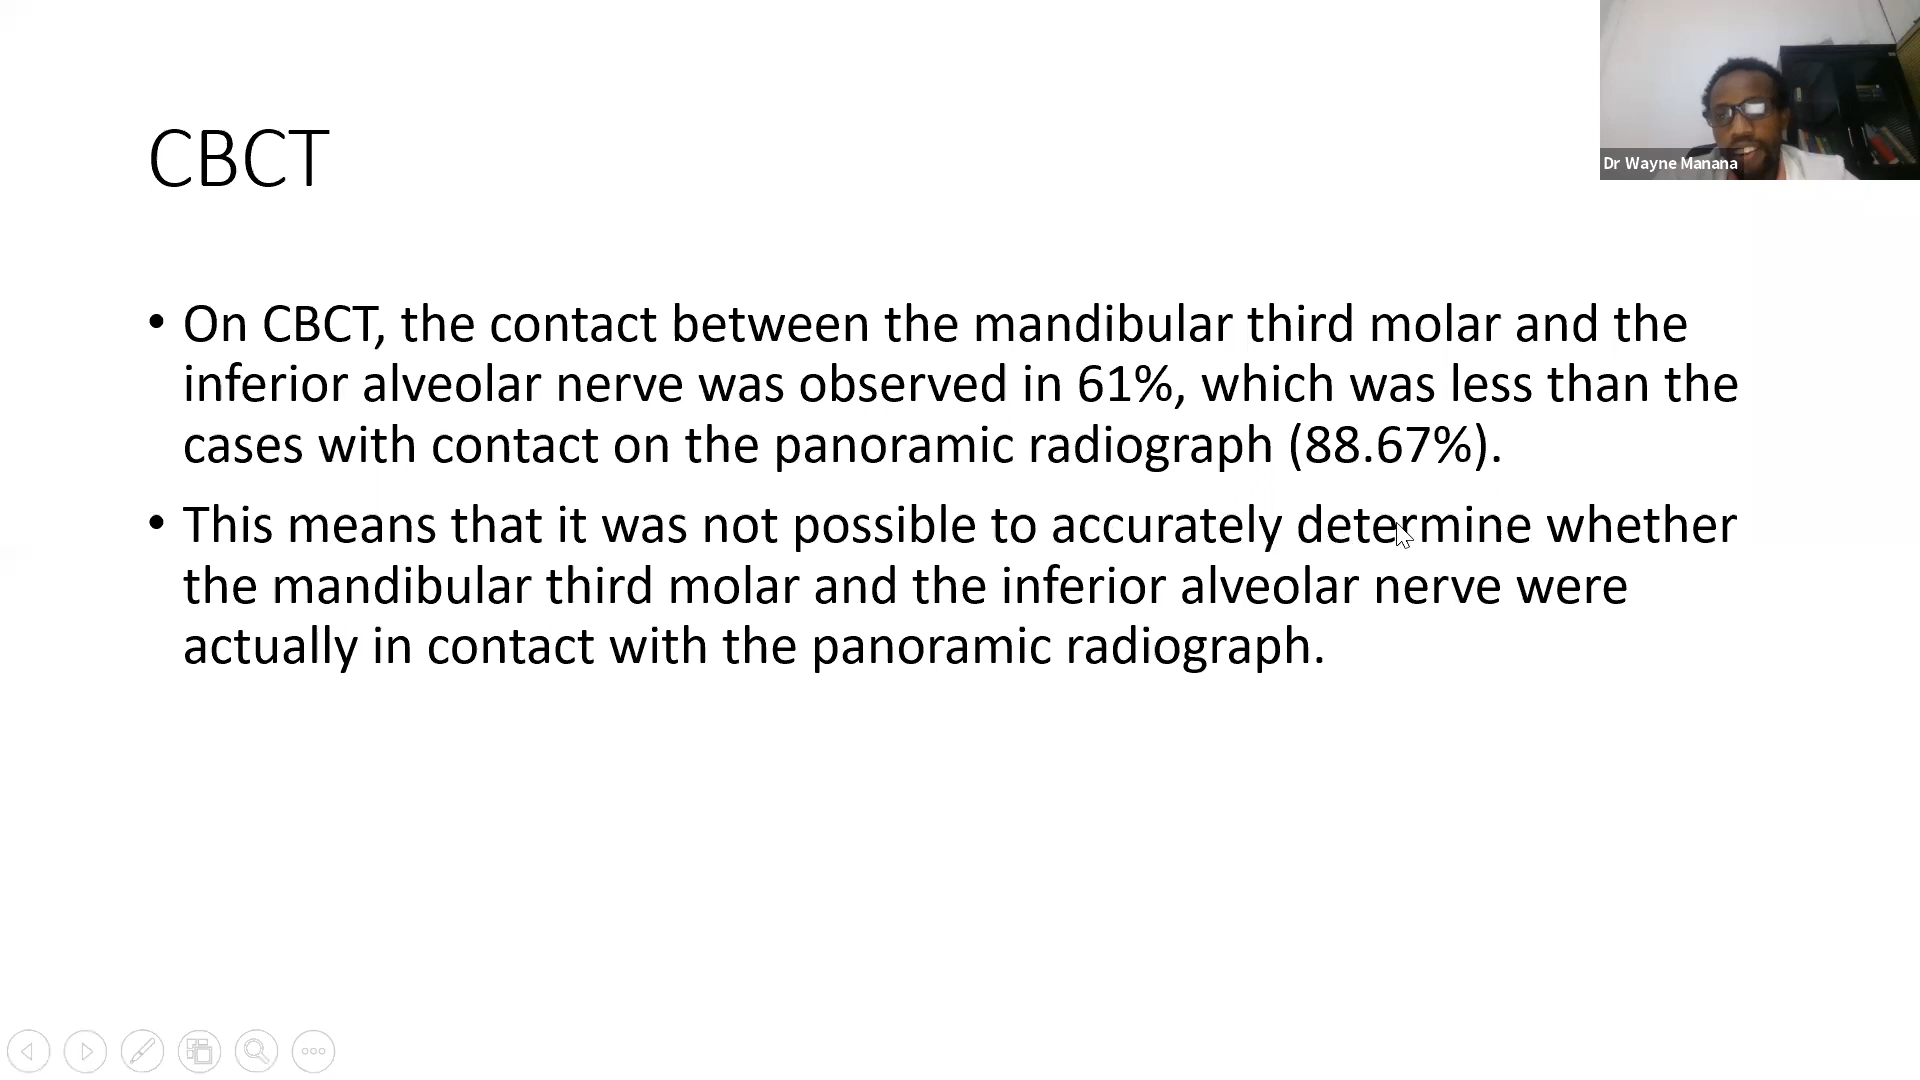 Dr Wayne Manana
CBCT
• On CBCT, the contact between the mandibular third molar and the
inferior alveolar nerve was observed in 61%, which was less than the
cases with contact on the panoramic radiograph (88.67%).
• This means that it was not possible to accurately determine whether
the mandibular third molar and the inferior alveolar nerve were
actually in contact with the panoramic radiograph.